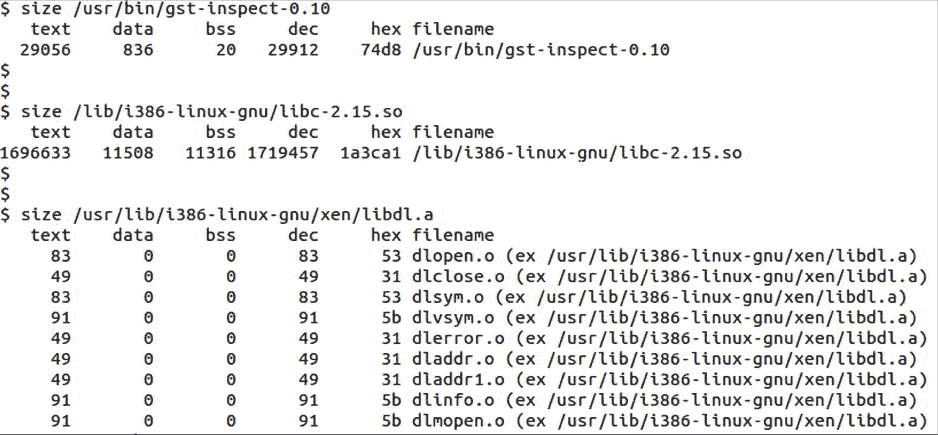 $ size /usr/bin/gst-inspect-0.10
   text    data     bss     dec     hex filename
  29056     836      20   29912    74d8 /usr/bin/gst-inspect-0.10
$
$
$ size /lib/i386-linux-gnu/libc-2.15.so
   text    data     bss     dec     hex filename
1696633   11508   11316 1719457  1a3ca1 /lib/i386-linux-gnu/libc-2.15.so
$
$
$ size /usr/lib/i386-linux-gnu/xen/libdl.a
   text    data     bss     dec     hex filename
     83       0       0      83      53 dlopen.o (ex /usr/lib/i386-linux-gnu/xen/libdl.a)
     49       0       0      49      31 dlclose.o (ex /usr/lib/i386-linux-gnu/xen/libdl.a)
     83       0       0      83      53 dlsym.o (ex /usr/lib/i386-linux-gnu/xen/libdl.a)
     91       0       0      91      5b dlvsym.o (ex /usr/lib/i386-linux-gnu/xen/libdl.a)
     49       0       0      49      31 dlerror.o (ex /usr/lib/i386-linux-gnu/xen/libdl.a)
     49       0       0      49      31 dladdr.o (ex /usr/lib/i386-linux-gnu/xen/libdl.a)
     49       0       0      49      31 dladdr1.o (ex /usr/lib/i386-linux-gnu/xen/libdl.a)
     91       0       0      91      5b dlinfo.o (ex /usr/lib/i386-linux-gnu/xen/libdl.a)
     91       0       0      91      5b dlmopen.o (ex /usr/lib/i386-linux-gnu/xen/libdl.a)